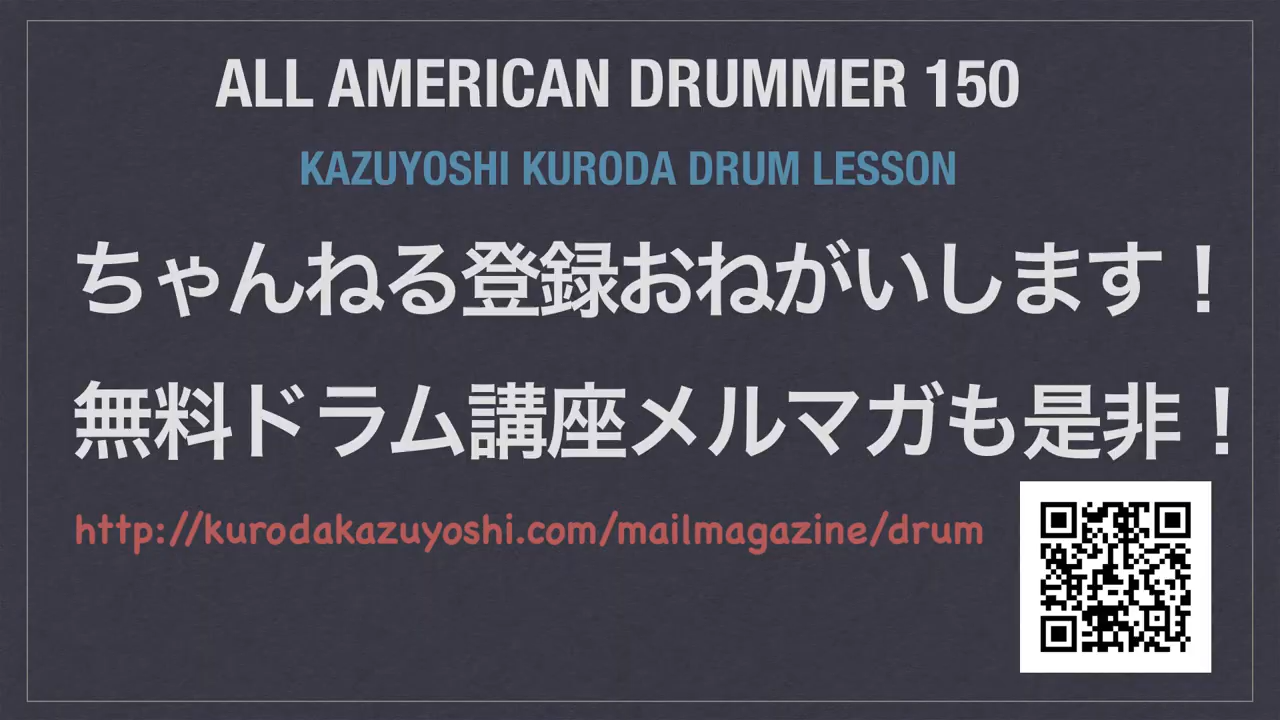 ALL AMERICAN DRUMMER 150
KAZUYOSHI KURODA DRUM LESSON
ちゃんねる登録おねがいします！
無料ドラム講座メルマガも是非！
http://kurodakazuyoshi.com/mailmagazine/drum